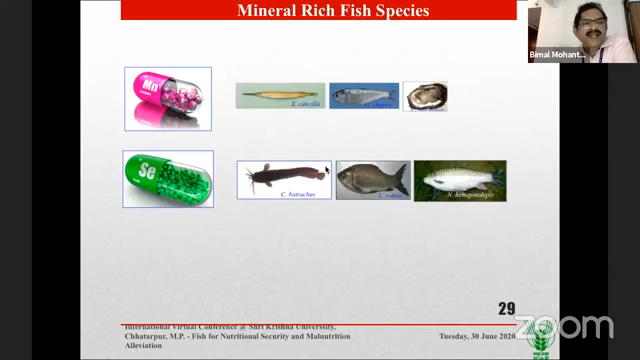 Mineral Rich Fish Species
Bimal Mohant...
Mn
X. cancilla
Se
C. batrachus
L. rohita
N. hexagonolepis
29
International Virtual Conference @ Shri Krishna University,
Chhatarpur, M.P. - Fish for Nutritional Security and Malnutrition
Alleviation
Tuesday, 30 June 2020
zoom